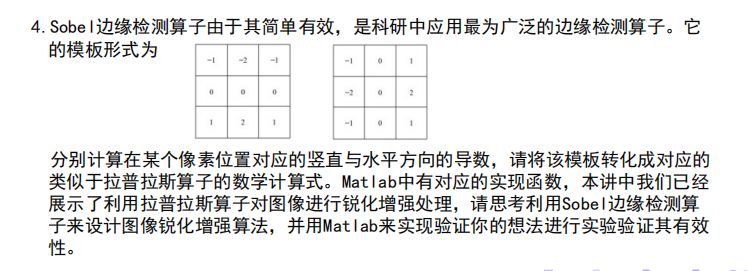 4. Sobel边缘检测算子由于其简单有效，是科研中应用最为广泛的边缘检测算子。它
的模板形式为
-1 -2 -1
0 0 0
1 2 1
-1 0 1
-2 0 2
-1 0 1
分别计算在某个像素位置对应的竖直与水平方向的导数，请将该模板转化成对应的
类似于拉普拉斯算子的数学计算式。Matlab中有对应的实现函数，本讲中我们已经
展示了利用拉普拉斯算子对图像进行锐化增强处理，请思考利用Sobel边缘检测算
子来设计图像锐化增强算法，并用Matlab来实现验证你的想法进行实验验证其有效
性。